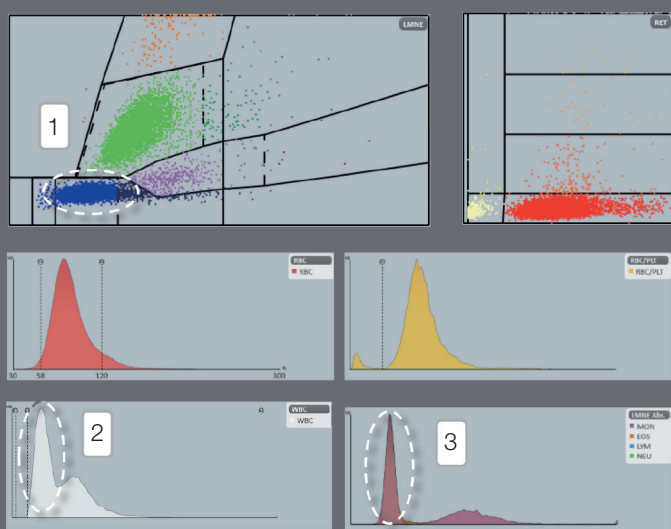 LMNE
RET
1
RBC
RBC
30 58 120 300
RBC/PLT
RBC/PLT
WBC
WBC
2
LMNE Abs.
MON
EOS
LYM
NEU
3